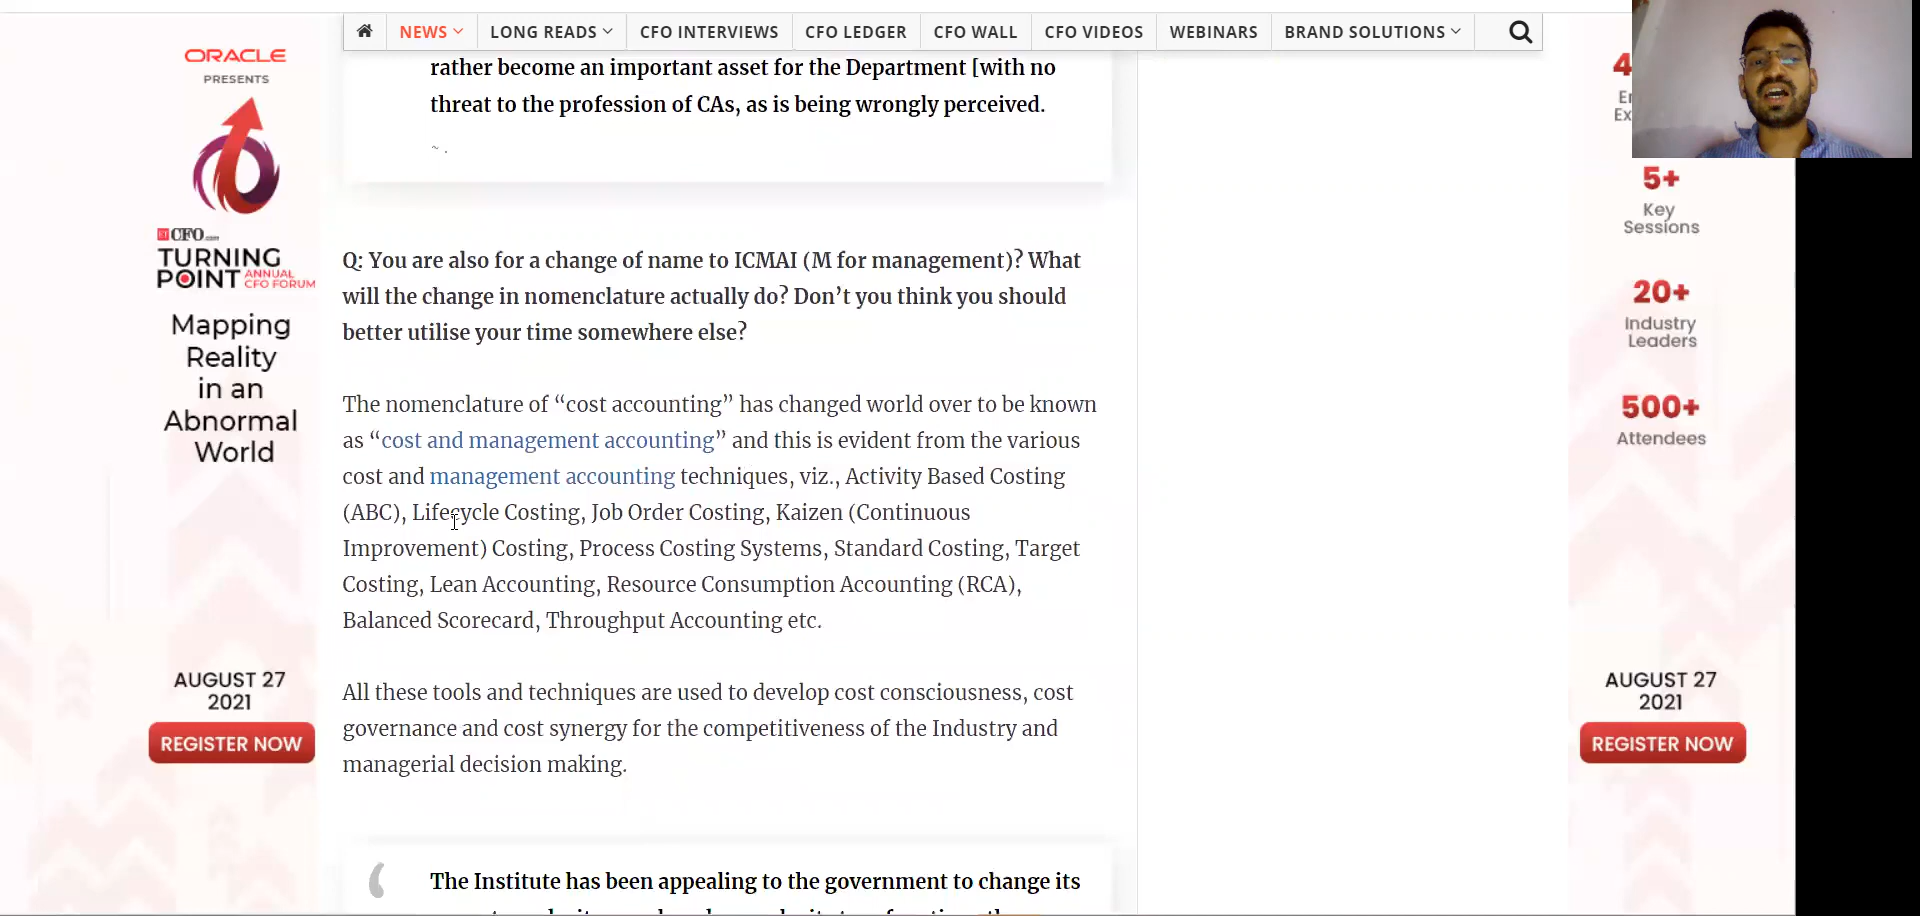 NEWS
LONG READS
CFO INTERVIEWS
CFO LEDGER
CFO WALL
CFO VIDEOS
WEBINARS
BRAND SOLUTIONS
ORACLE
PRESENTS
ET CFO.com
TURNING
POINT ANNUAL
CFO FORUM
Mapping
Reality
in an
Abnormal
World
AUGUST 27
2021
REGISTER NOW
rather become an important asset for the Department [with no
threat to the profession of CAs, as is being wrongly perceived.
~ .
Q: You are also for a change of name to ICMAI (M for management)? What
will the change in nomenclature actually do? Don’t you think you should
better utilise your time somewhere else?
The nomenclature of “cost accounting” has changed world over to be known
as “cost and management accounting” and this is evident from the various
cost and management accounting techniques, viz., Activity Based Costing
(ABC), Lifecycle Costing, Job Order Costing, Kaizen (Continuous
Improvement) Costing, Process Costing Systems, Standard Costing, Target
Costing, Lean Accounting, Resource Consumption Accounting (RCA),
Balanced Scorecard, Throughput Accounting etc.
All these tools and techniques are used to develop cost consciousness, cost
governance and cost synergy for the competitiveness of the Industry and
managerial decision making.
The Institute has been appealing to the government to change its
5+
Key
Sessions
20+
Industry
Leaders
500+
Attendees
AUGUST 27
2021
REGISTER NOW